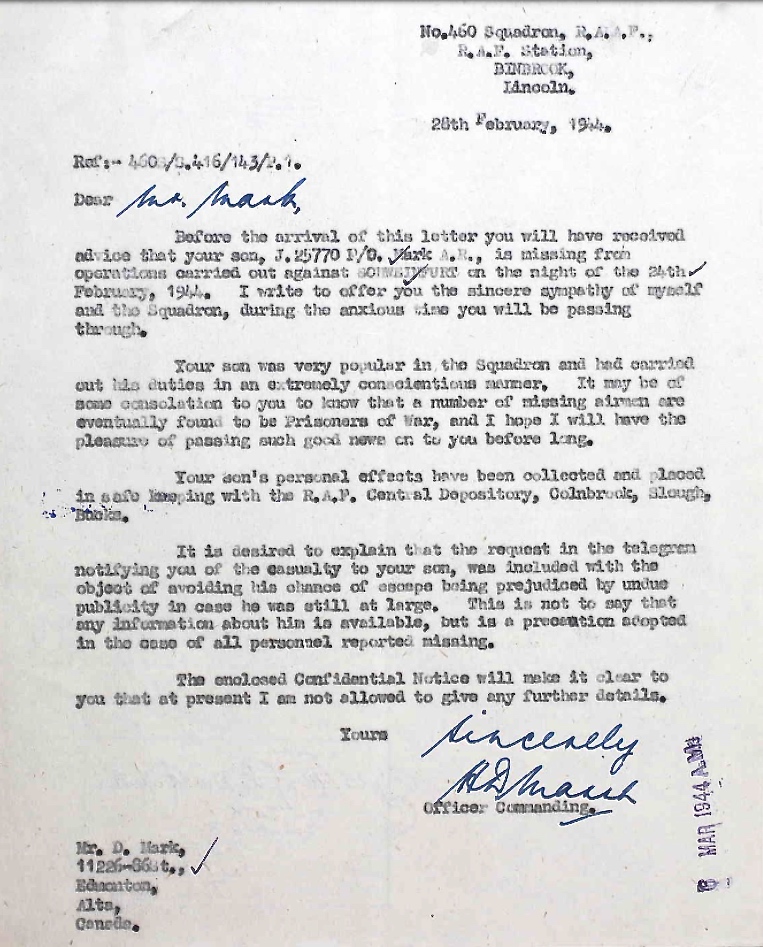 No.460 Squadron, R.A.A.F.,
R.A.F. Station,
BINBROOK,
Lincoln.
28th February, 1944.
Ref:- 460S/S.416/143/P.1.
Dear Mr. Mark,
Before the arrival of this letter you will have received
advice that your son, J.25770 P/O. Mark A.R., is missing from
operations carried out against SCHWEINFURT on the night of the 24th
February, 1944. I write to offer you the sincere sympathy of myself
and the Squadron, during the anxious time you will be passing
through.
Your son was very popular in the Squadron and had carried
out his duties in an extremely conscientious manner. It may be of
some consolation to you to know that a number of missing airmen are
eventually found to be Prisoners of War, and I hope I will have the
pleasure of passing such good news on to you before long.
Your son's personal effects have been collected and placed
in safe keeping with the R.A.F. Central Depository, Colnbrook, Slough,
Bucks.
It is desired to explain that the request in the telegram
notifying you of the casualty to your son, was included with the
object of avoiding his chance of escape being prejudiced by undue
publicity in case he was still at large. This is not to say that
any information about him is available, but is a precaution adopted
in the case of all personnel reported missing.
The enclosed Confidential Notice will make it clear to
you that at present I am not allowed to give any further details.
Yours sincerely
HD Marsh
Officer Commanding.
MAR 1944 A.M.
Mr. D. Mark,
11226-86st.,
Edmonton,
Alta,
Canada.